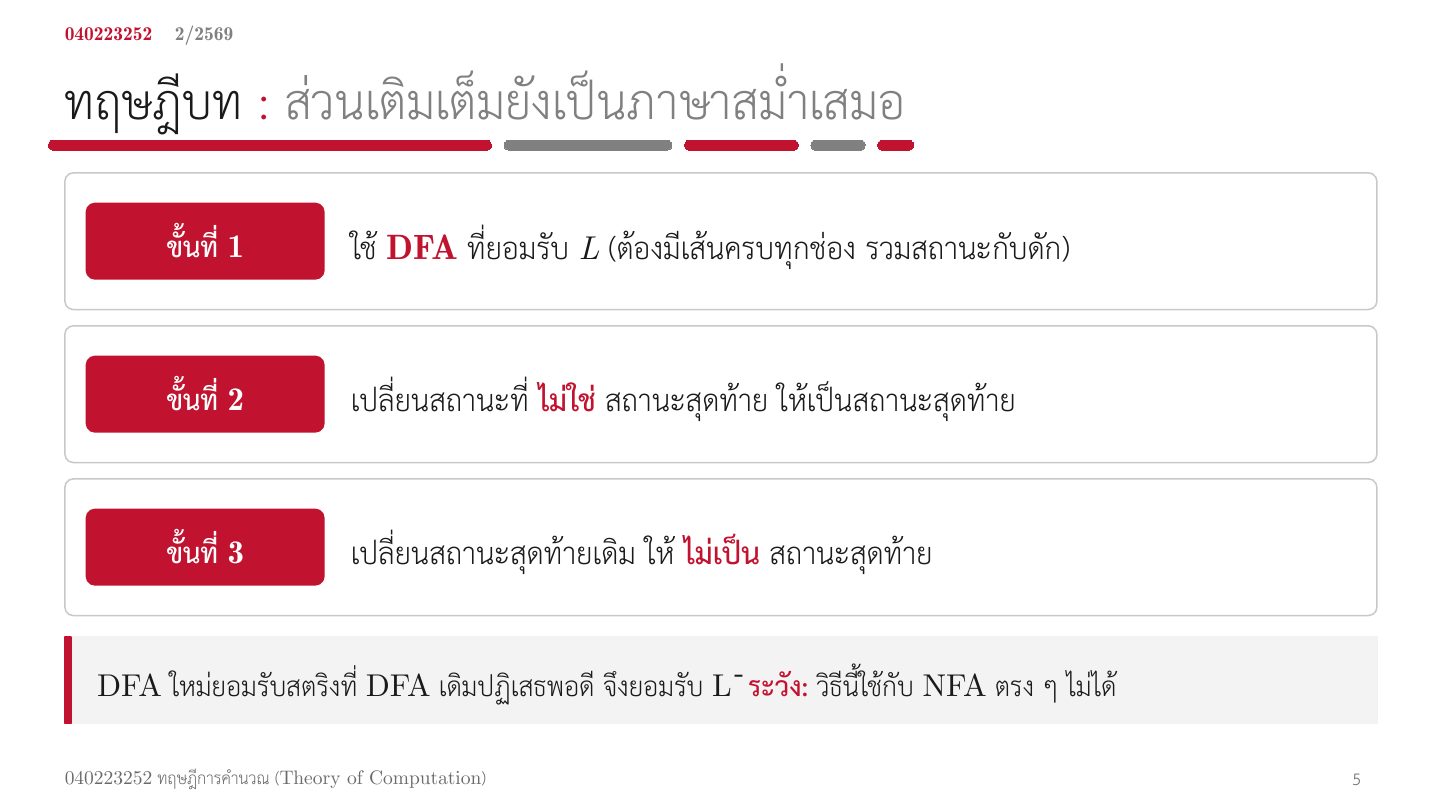 040223252 2/2569
ทฤษฎีบท : ส่วนเติมเต็มยังเป็นภาษาสม่ำเสมอ
ขั้นที่ 1
ใช้ DFA ที่ยอมรับ L (ต้องมีเส้นครบทุกช่อง รวมสถานะกับดัก)
ขั้นที่ 2
เปลี่ยนสถานะที่ ไม่ใช่ สถานะสุดท้าย ให้เป็นสถานะสุดท้าย
ขั้นที่ 3
เปลี่ยนสถานะสุดท้ายเดิม ให้ ไม่เป็น สถานะสุดท้าย
DFA ใหม่ยอมรับสตริงที่ DFA เดิมปฏิเสธพอดี จึงยอมรับ L¯ ระวัง: วิธีนี้ใช้กับ NFA ตรง ๆ ไม่ได้
040223252 ทฤษฎีการคำนวณ (Theory of Computation)
5